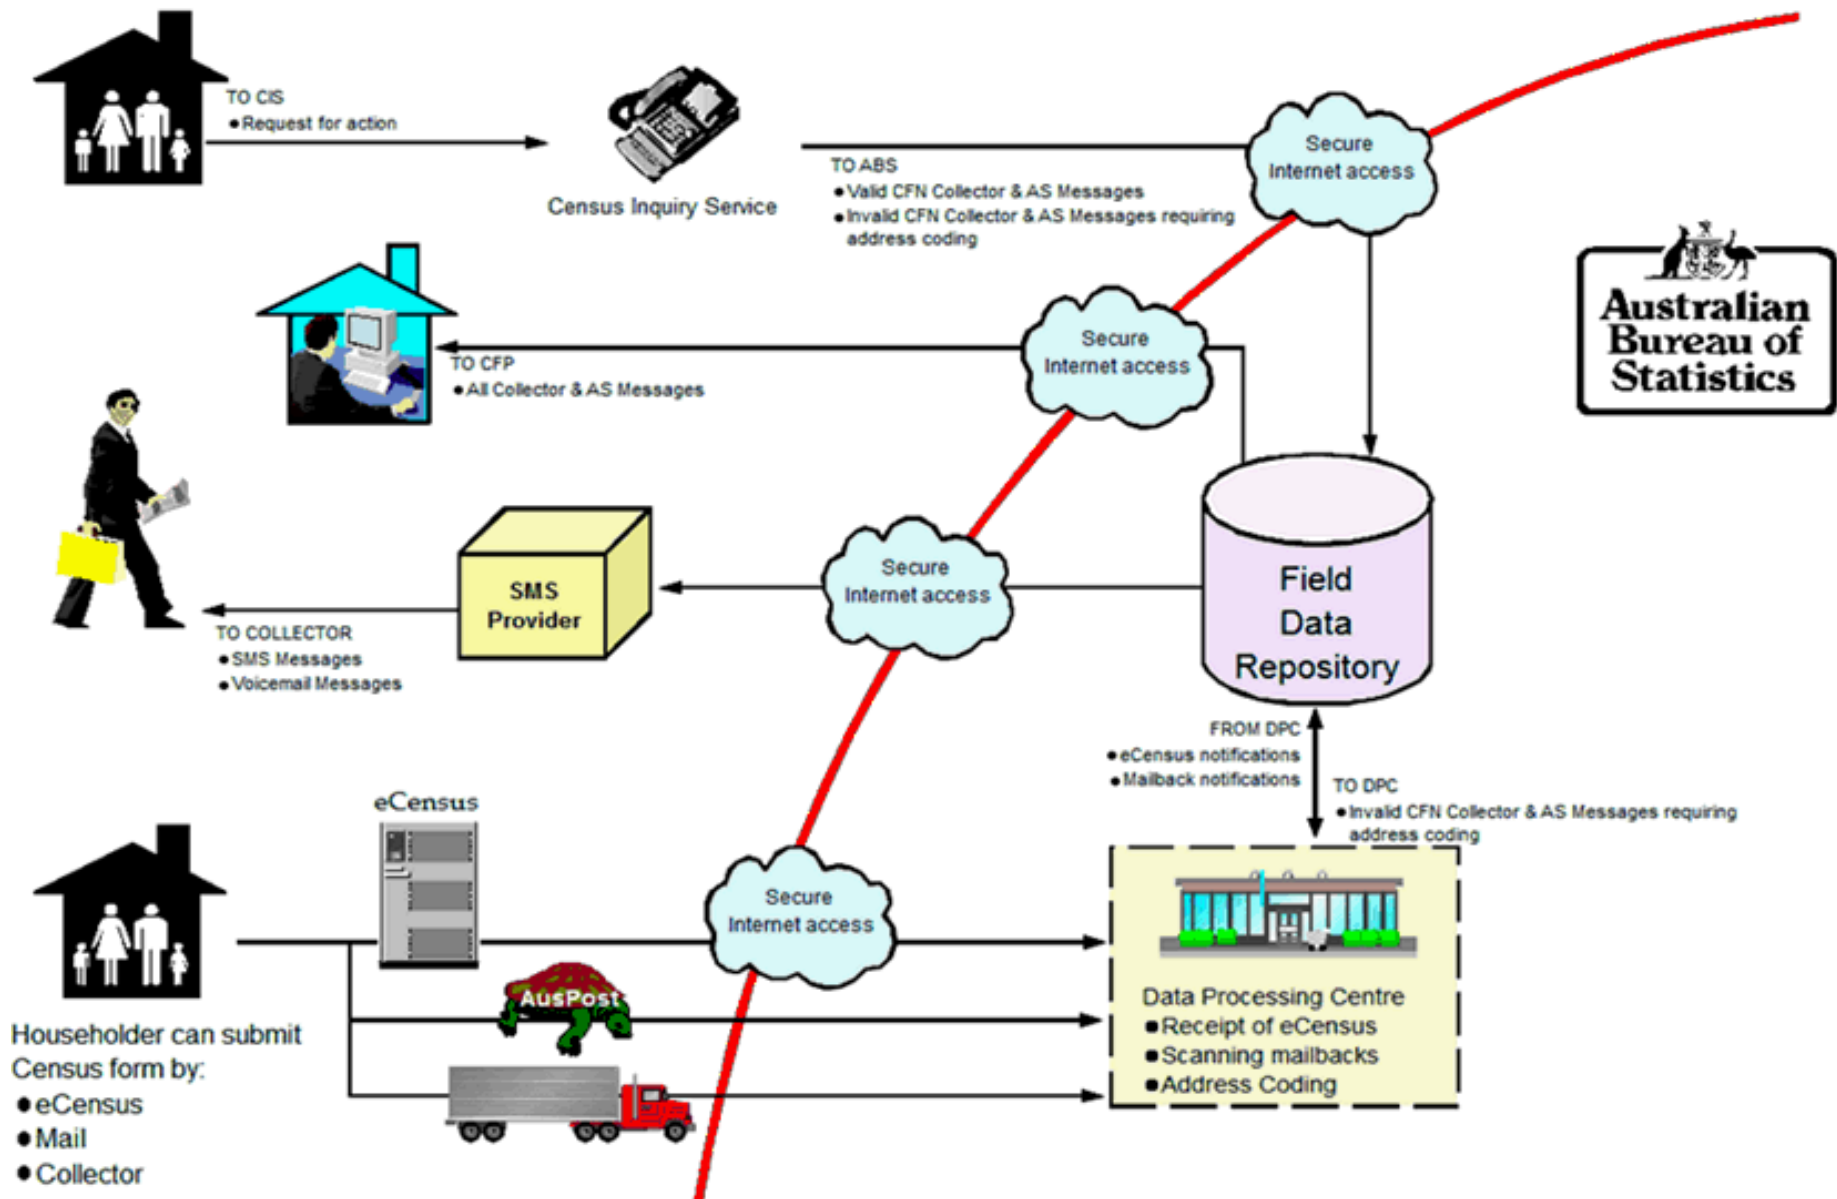 TO CIS
● Request for action
Census Inquiry Service
TO ABS
● Valid CFN Collector & AS Messages
● Invalid CFN Collector & AS Messages requiring
address coding
Secure
Internet access
Australian
Bureau of
Statistics
TO CFP
● All Collector & AS Messages
Secure
Internet access
SMS
Provider
Secure
Internet access
Field
Data
Repository
TO COLLECTOR
● SMS Messages
● Voicemail Messages
FROM DPC
● eCensus notifications
● Mailback notifications
TO DPC
● Invalid CFN Collector & AS Messages requiring
address coding
eCensus
Secure
Internet access
AusPost
Householder can submit
Census form by:
● eCensus
● Mail
● Collector
Data Processing Centre
■ Receipt of eCensus
■ Scanning mailbacks
■ Address Coding